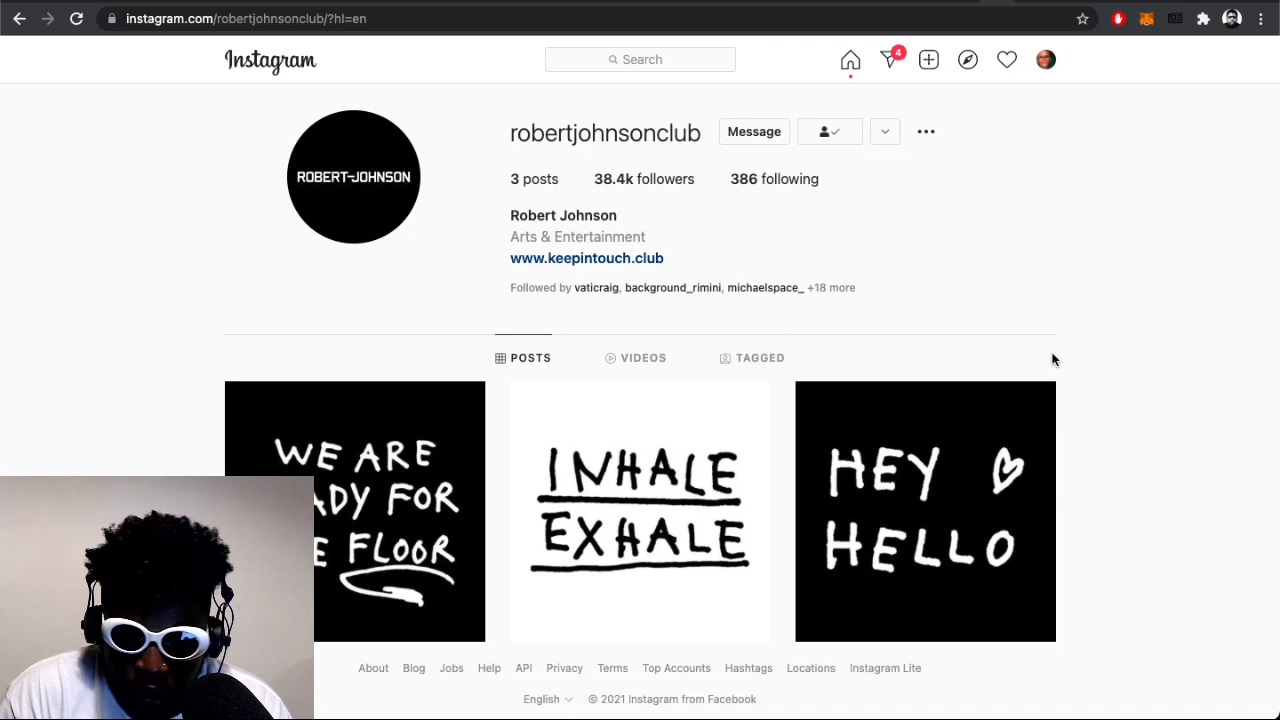 instagram.com/robertjohnsonclub/?hl=en
Instagram
Search
4
robertjohnsonclub
Message
3 posts
38.4k followers
386 following
ROBERT-JOHNSON
Robert Johnson
Arts & Entertainment
www.keepintouch.club
Followed by vaticraig, background_rimini, michaelspace_ +18 more
POSTS
VIDEOS
TAGGED
WE ARE
ADY FOR
E FLOOR
INHALE
EXHALE
HEY
HELLO
About
Blog
Jobs
Help
API
Privacy
Terms
Top Accounts
Hashtags
Locations
Instagram Lite
English
© 2021 Instagram from Facebook